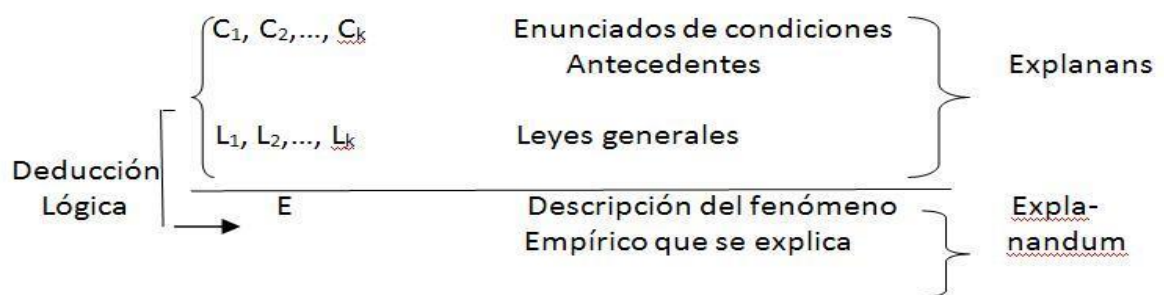 C₁, C₂,..., Cₖ Enunciados de condiciones
Antecedentes Explanans
L₁, L₂,..., Lₖ Leyes generales
Deducción
Lógica E Descripción del fenómeno Expla-
Empírico que se explica nandum